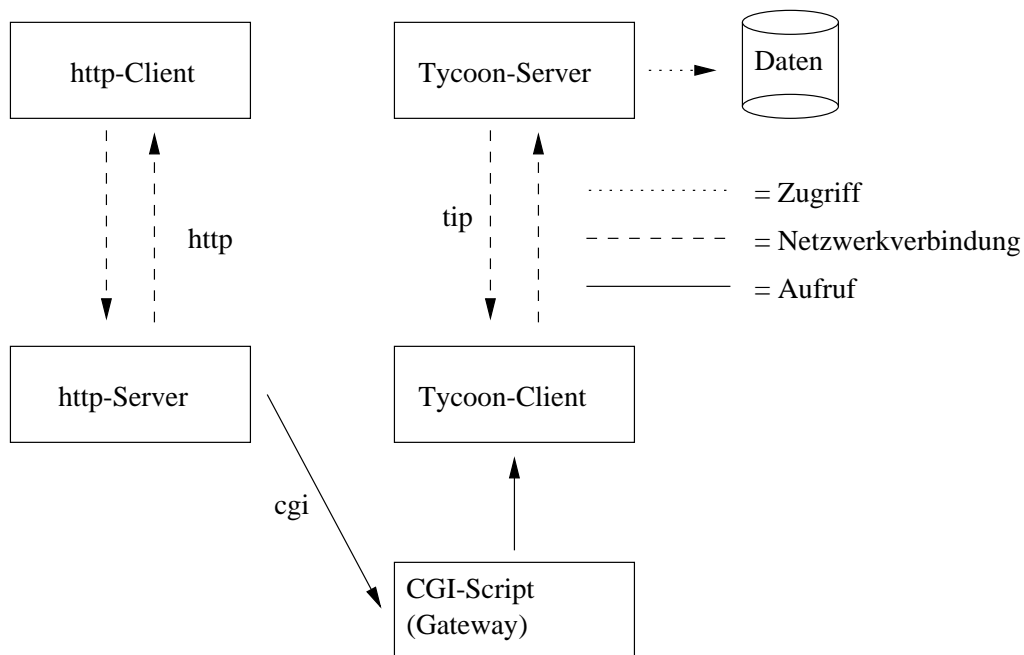 http-Client
Tycoon-Server
Daten
= Zugriff
tip
http
= Netzwerkverbindung
= Aufruf
http-Server
Tycoon-Client
cgi
CGI-Script
(Gateway)